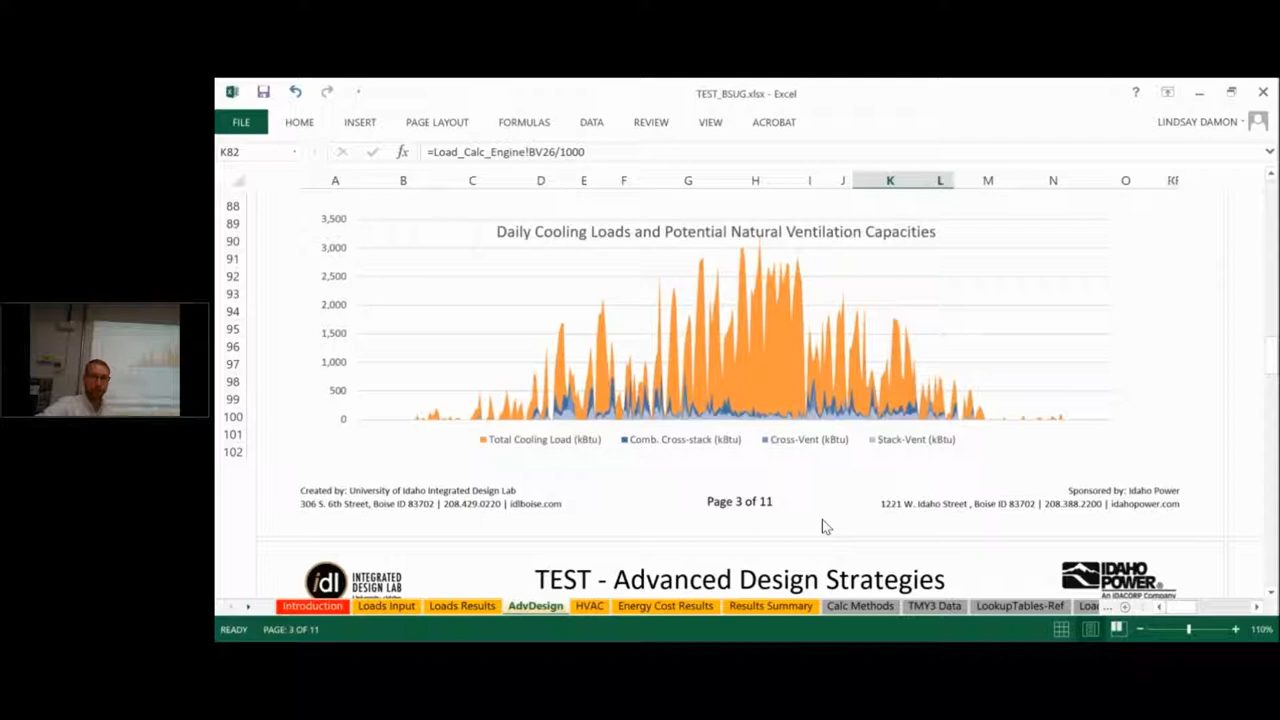 TEST_BSUG.xlsx - Excel
?
FILE HOME INSERT PAGE LAYOUT FORMULAS DATA REVIEW VIEW ACROBAT LINDSAY DAMON
K82 fx =Load_Calc_Engine!BV26/1000
A B C D E F G H I J K L M N O
88
89
90
91
92
93
94
95
96
97
98
99
100
101
102
Daily Cooling Loads and Potential Natural Ventilation Capacities
3,500
3,000
2,500
2,000
1,500
1,000
500
0
Total Cooling Load (kBtu) Comb. Cross-stack (kBtu) Cross-Vent (kBtu) Stack-Vent (kBtu)
Created by: University of Idaho Integrated Design Lab
306 S. 6th Street, Boise ID 83702 | 208.429.0220 | idlboise.com
Page 3 of 11
Sponsored by: Idaho Power
1221 W. Idaho Street , Boise ID 83702 | 208.388.2200 | idahopower.com
idl INTEGRATED
DESIGN LAB
TEST - Advanced Design Strategies
IDAHO
POWER
An IDACORP Company
Introduction Loads Input Loads Results AdvDesign HVAC Energy Cost Results Results Summary Calc Methods TMY3 Data LookupTables-Ref Load ...
READY PAGE: 3 OF 11 110%